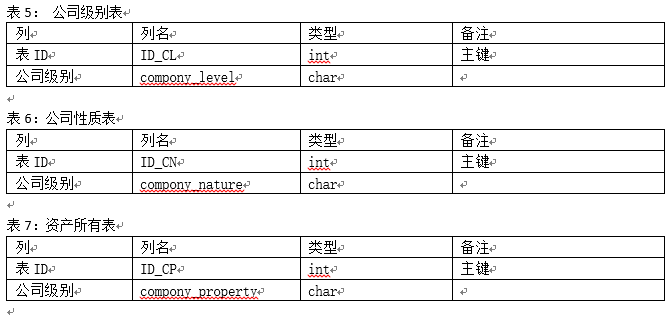 表 5： 公司级别表
列 列名 类型 备注
表 ID ID_CL int 主键
公司级别 compony_level char
表 6：公司性质表
列 列名 类型 备注
表 ID ID_CN int 主键
公司级别 compony_nature char
表 7：资产所有表
列 列名 类型 备注
表 ID ID_CP int 主键
公司级别 compony_property char